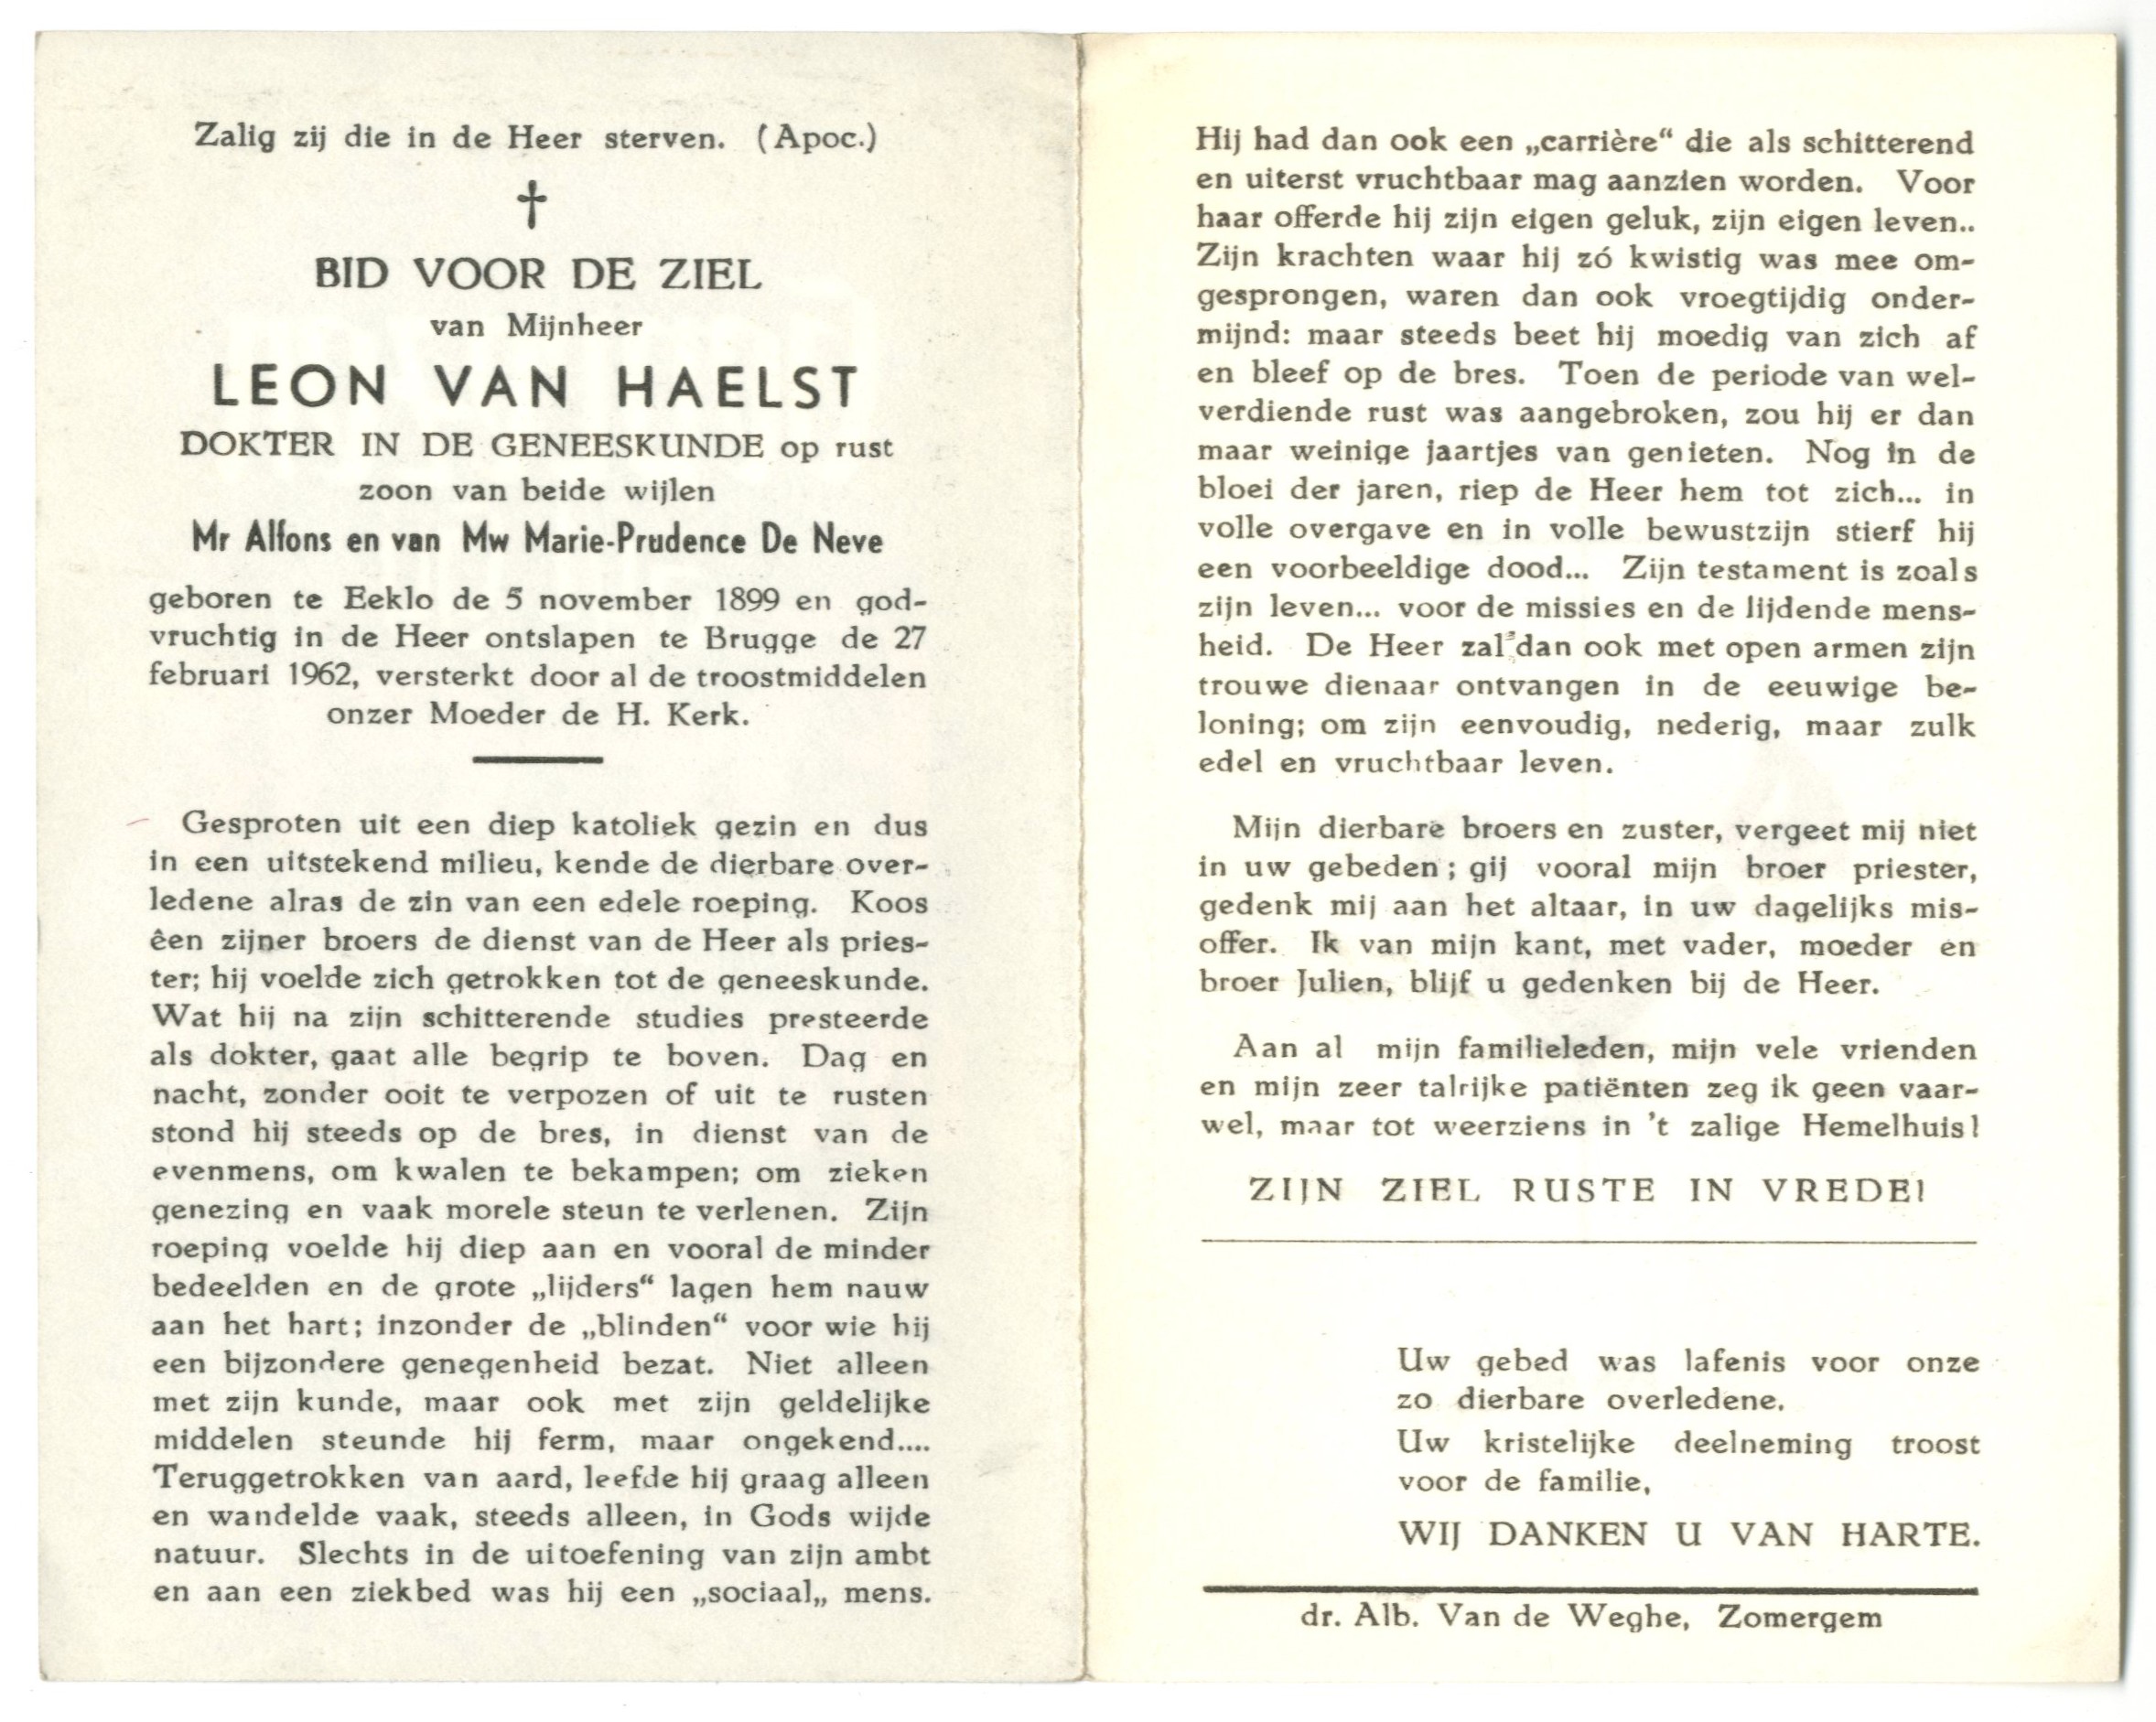 Zalig zij die in de Heer sterven. (Apoc.)
BID VOOR DE ZIEL
van Mijnheer
LEON VAN HAELST
DOKTER IN DE GENEESKUNDE op rust
zoon van beide wijlen
Mr Alfons en van Mw Marie-Prudence De Neve
geboren te Eeklo de 5 november 1899 en god-
vruchtig in de Heer ontslapen te Brugge de 27
februari 1962, versterkt door al de troostmiddelen
onzer Moeder de H. Kerk.
Gesproten uit een diep katoliek gezin en dus
in een uitstekend milieu, kende de dierbare over-
ledene alras de zin van een edele roeping. Koos
êen zijner broers de dienst van de Heer als pries-
ter; hij voelde zich getrokken tot de geneeskunde.
Wat hij na zijn schitterende studies presteerde
als dokter, gaat alle begrip te boven. Dag en
nacht, zonder ooit te verpozen of uit te rusten
stond hij steeds op de bres, in dienst van de
evenmens, om kwalen te bekampen; om zieken
genezing en vaak morele steun te verlenen. Zijn
roeping voelde hij diep aan en vooral de minder
bedeelden en de grote „lijders“ lagen hem nauw
aan het hart; inzonder de „blinden“ voor wie hij
een bijzondere genegenheid bezat. Niet alleen
met zijn kunde, maar ook met zijn geldelijke
middelen steunde hij ferm, maar ongekend....
Teruggetrokken van aard, leefde hij graag alleen
en wandelde vaak, steeds alleen, in Gods wijde
natuur. Slechts in de uitoefening van zijn ambt
en aan een ziekbed was hij een „sociaal„ mens.
Hij had dan ook een „carrière“ die als schitterend
en uiterst vruchtbaar mag aanzien worden. Voor
haar offerde hij zijn eigen geluk, zijn eigen leven..
Zijn krachten waar hij zó kwistig was mee om-
gesprongen, waren dan ook vroegtijdig onder-
mijnd: maar steeds beet hij moedig van zich af
en bleef op de bres. Toen de periode van wel-
verdiende rust was aangebroken, zou hij er dan
maar weinige jaartjes van genieten. Nog in de
bloei der jaren, riep de Heer hem tot zich... in
volle overgave en in volle bewustzijn stierf hij
een voorbeeldige dood... Zijn testament is zoals
zijn leven... voor de missies en de lijdende mens-
heid. De Heer zal dan ook met open armen zijn
trouwe dienaar ontvangen in de eeuwige be-
loning; om zijn eenvoudig, nederig, maar zulk
edel en vruchtbaar leven.
Mijn dierbare broers en zuster, vergeet mij niet
in uw gebeden; gij vooral mijn broer priester,
gedenk mij aan het altaar, in uw dagelijks mis-
offer. Ik van mijn kant, met vader, moeder en
broer Julien, blijf u gedenken bij de Heer.
Aan al mijn familieleden, mijn vele vrienden
en mijn zeer talrijke patiënten zeg ik geen vaar-
wel, maar tot weerziens in 't zalige Hemelhuis!
ZIJN ZIEL RUSTE IN VREDE!
Uw gebed was lafenis voor onze
zo dierbare overledene.
Uw kristelijke deelneming troost
voor de familie,
WIJ DANKEN U VAN HARTE.
dr. Alb. Van de Weghe, Zomergem